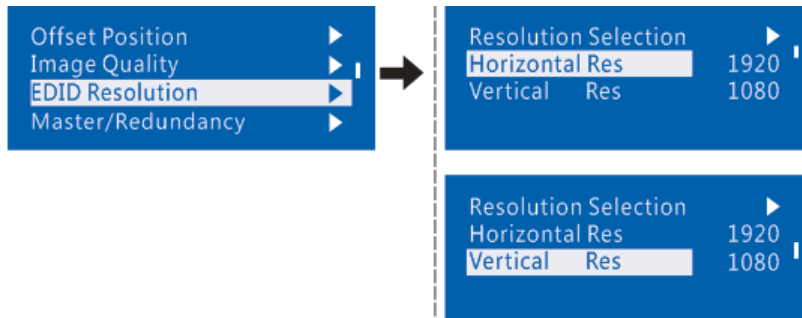 Offset Position
Image Quality
EDID Resolution
Master/Redundancy
Resolution Selection
Horizontal Res 1920
Vertical Res 1080
Resolution Selection
Horizontal Res 1920
Vertical Res 1080